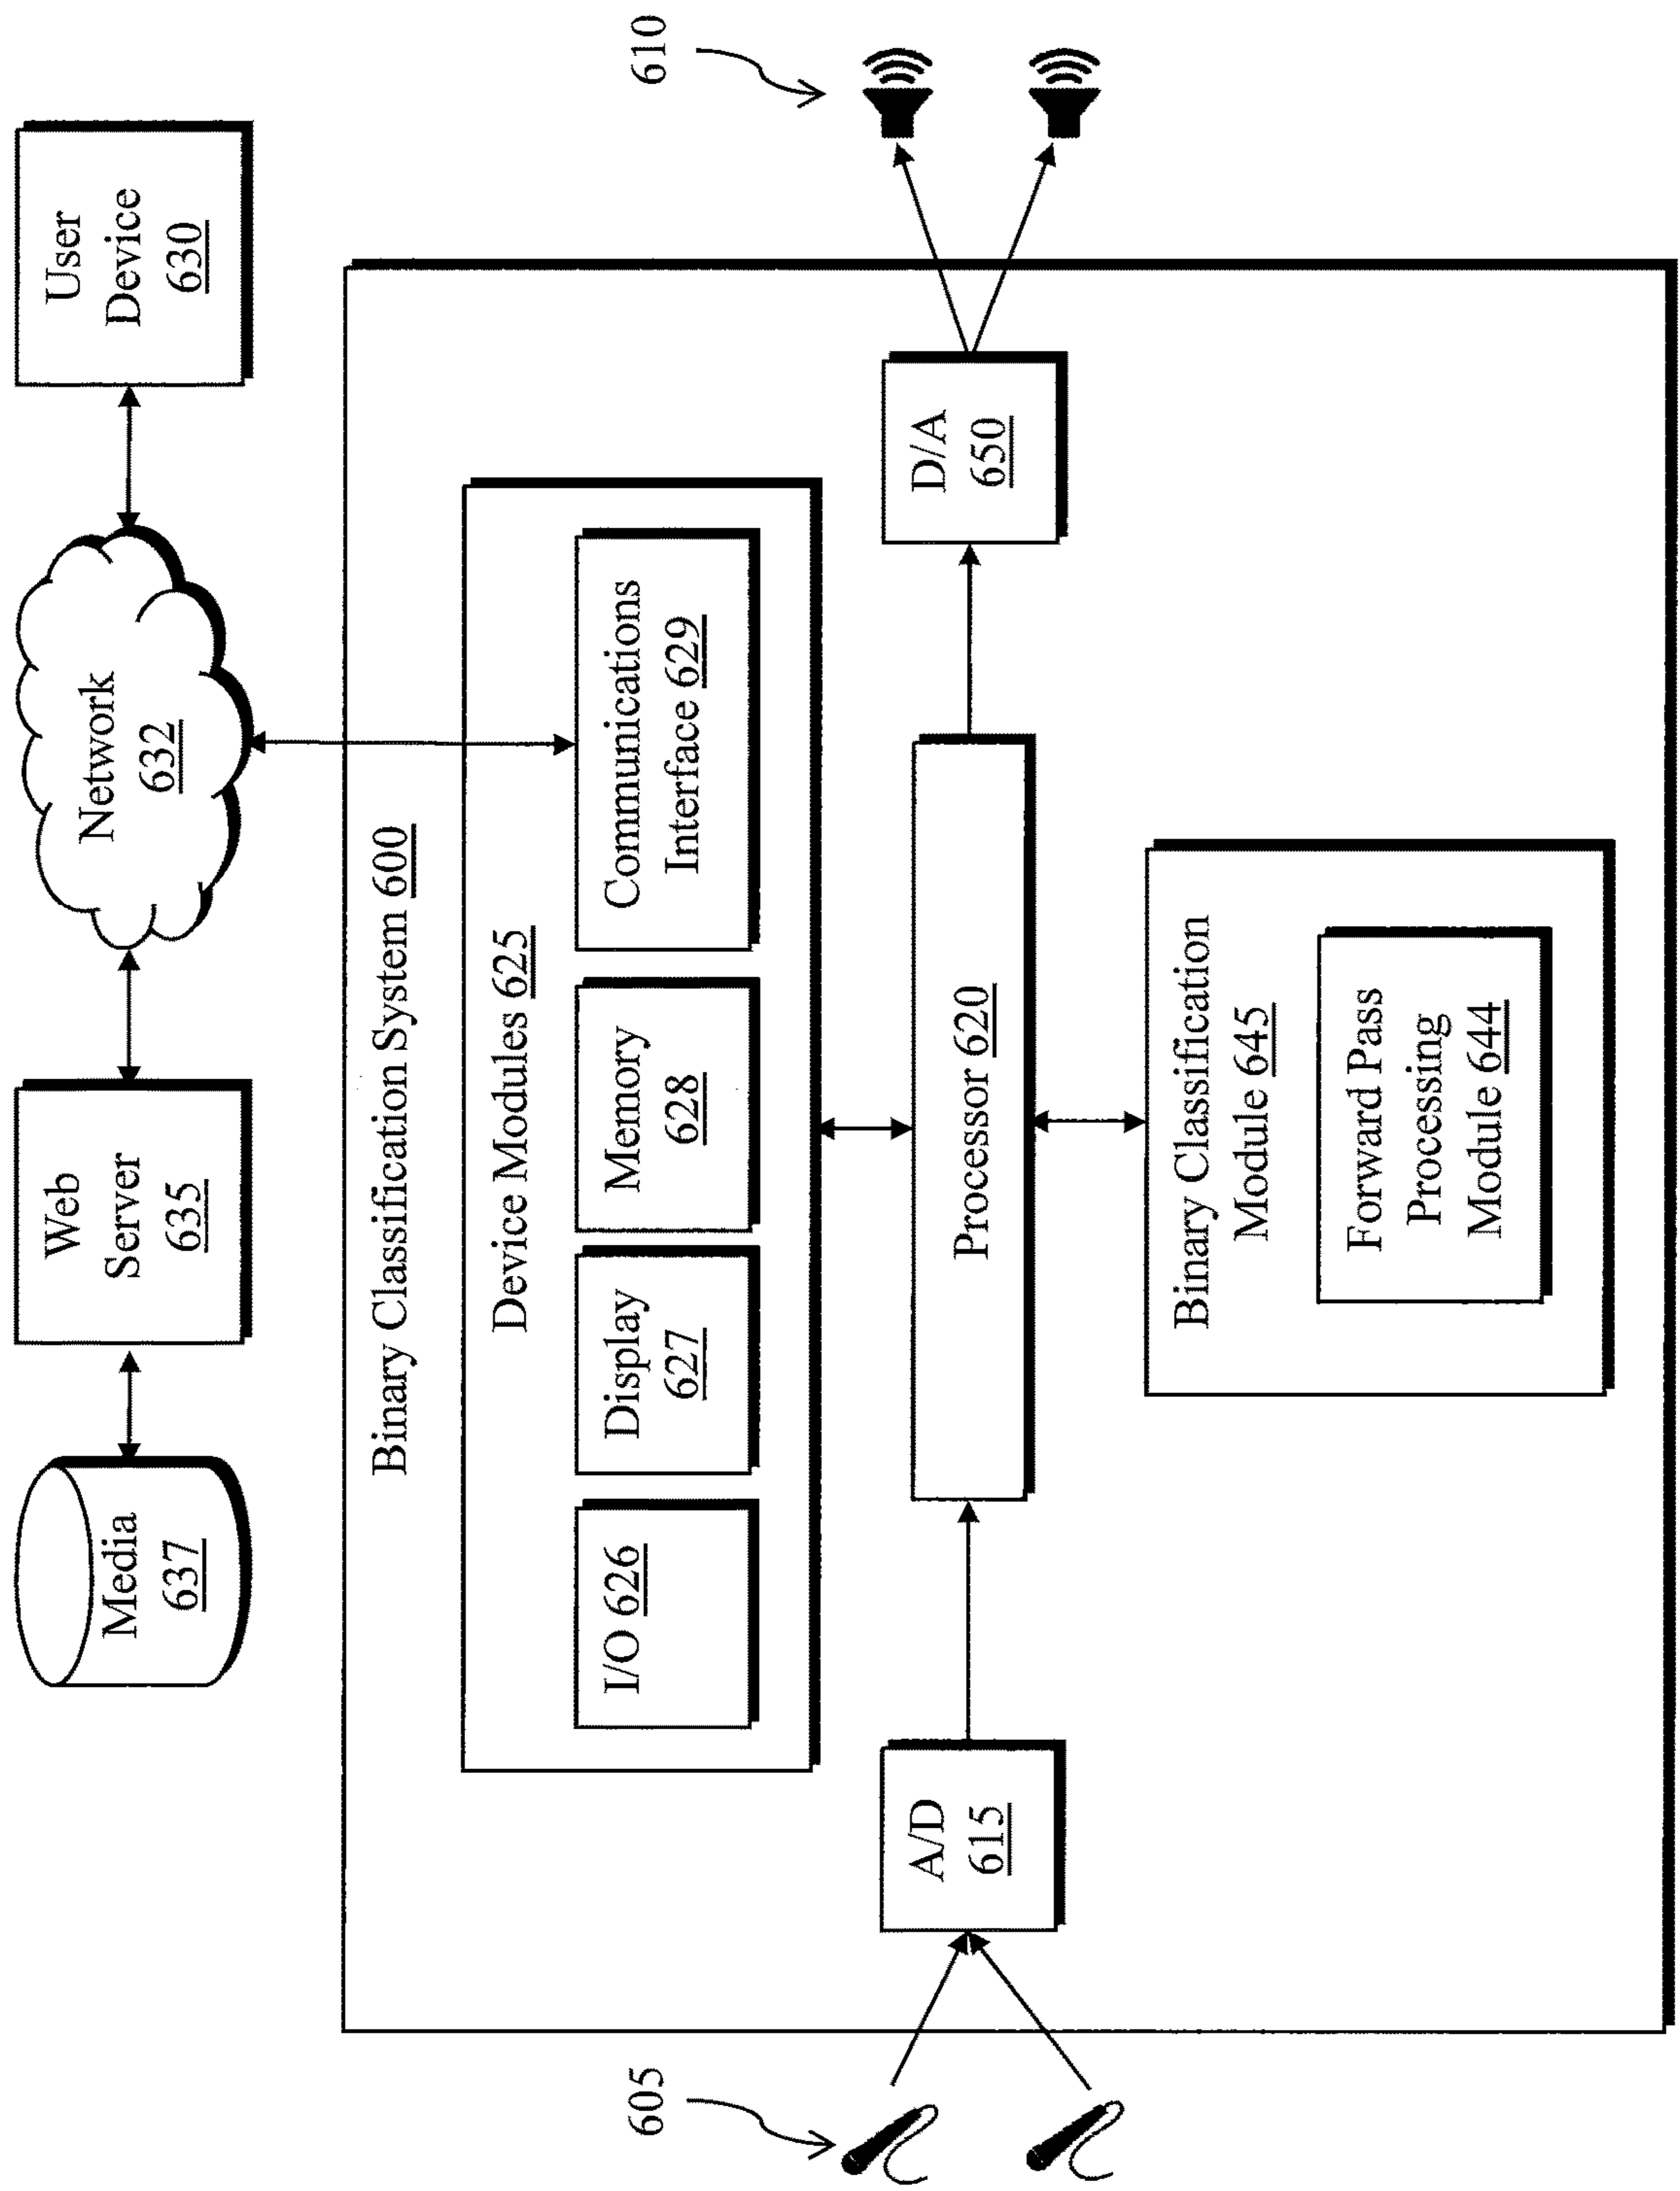 Media
637
Web
Server
635
Network
632
User
Device
630
Binary Classification System 600
Device Modules 625
I/O 626
Display
627
Memory
628
Communications
Interface 629
605
A/D
615
Processor 620
D/A
650
610
Binary Classification
Module 645
Forward Pass
Processing
Module 644